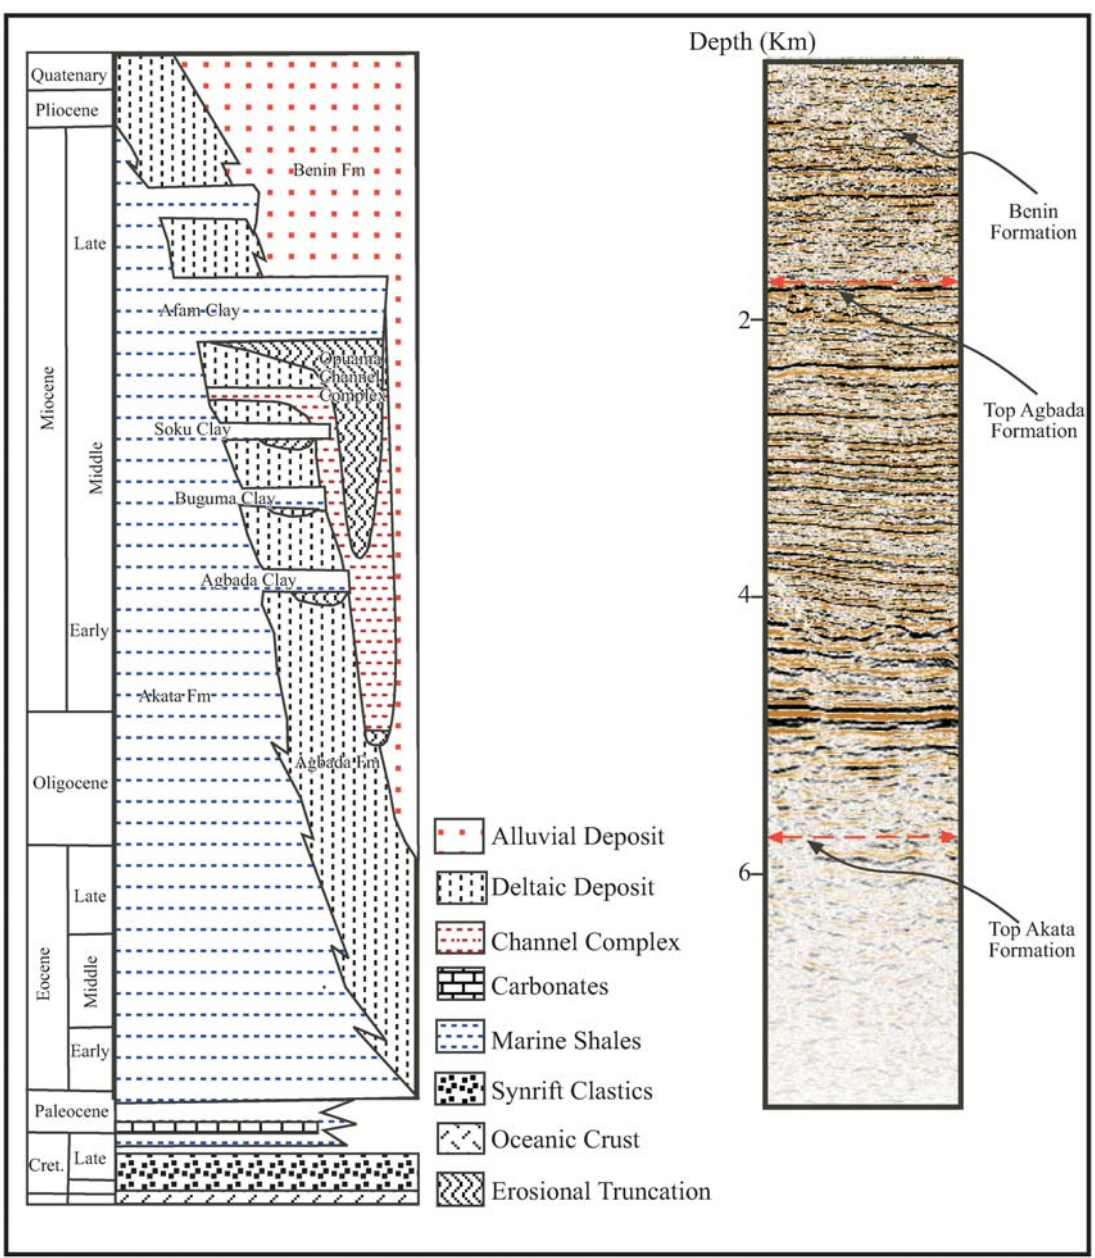 Depth (Km)
Quatenary
Pliocene
Miocene
Late
Middle
Early
Oligocene
Eocene
Late
Middle
Early
Paleocene
Cret.
Late
Benin Fm
Afam Clay
Opuama
Channel
Complex
Soku Clay
Buguma Clay
Agbada Clay
Akata Fm
Agbada Fm
Alluvial Deposit
Deltaic Deposit
Channel Complex
Carbonates
Marine Shales
Synrift Clastics
Oceanic Crust
Erosional Truncation
2
4
6
Benin
Formation
Top Agbada
Formation
Top Akata
Formation